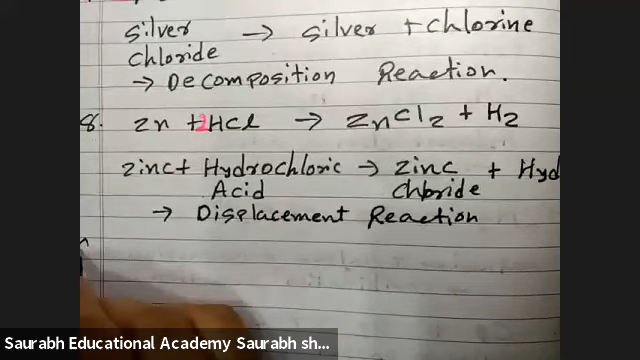 silver → silver + chlorine
chloride
→ Decomposition Reaction.
8. Zn + 2HCl → ZnCl2 + H2
zinc + Hydrochloric → zinc + Hyd
Acid chloride
→ Displacement Reaction
Saurabh Educational Academy Saurabh sh...